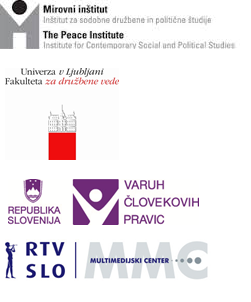 Mirovni inštitut
Inštitut za sodobne družbene in politične študije
The Peace Institute
Institute for Contemporary Social and Political Studies
Univerza v Ljubljani
Fakulteta za družbene vede
REPUBLIKA
SLOVENIJA
VARUH
ČLOVEKOVIH
PRAVIC
RTV
SLO
MMC
MULTIMEDIJSKI CENTER